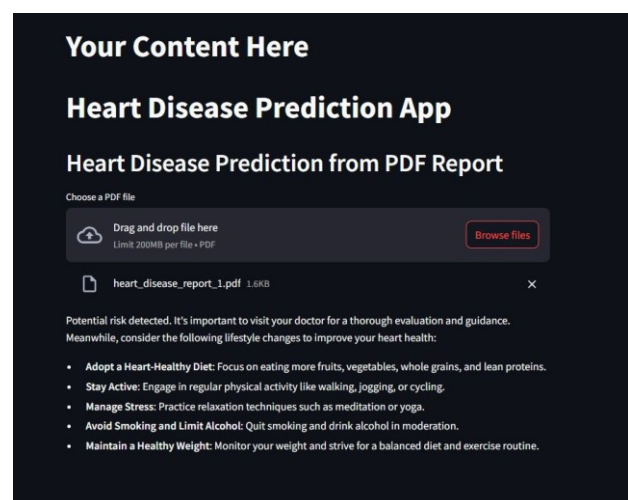 Your Content Here
Heart Disease Prediction App
Heart Disease Prediction from PDF Report
Choose a PDF file
Drag and drop file here
Limit 200MB per file • PDF
Browse files
heart_disease_report_1.pdf 1.6KB
Potential risk detected. It's important to visit your doctor for a thorough evaluation and guidance.
Meanwhile, consider the following lifestyle changes to improve your heart health:
• Adopt a Heart-Healthy Diet: Focus on eating more fruits, vegetables, whole grains, and lean proteins.
• Stay Active: Engage in regular physical activity like walking, jogging, or cycling.
• Manage Stress: Practice relaxation techniques such as meditation or yoga.
• Avoid Smoking and Limit Alcohol: Quit smoking and drink alcohol in moderation.
• Maintain a Healthy Weight: Monitor your weight and strive for a balanced diet and exercise routine.